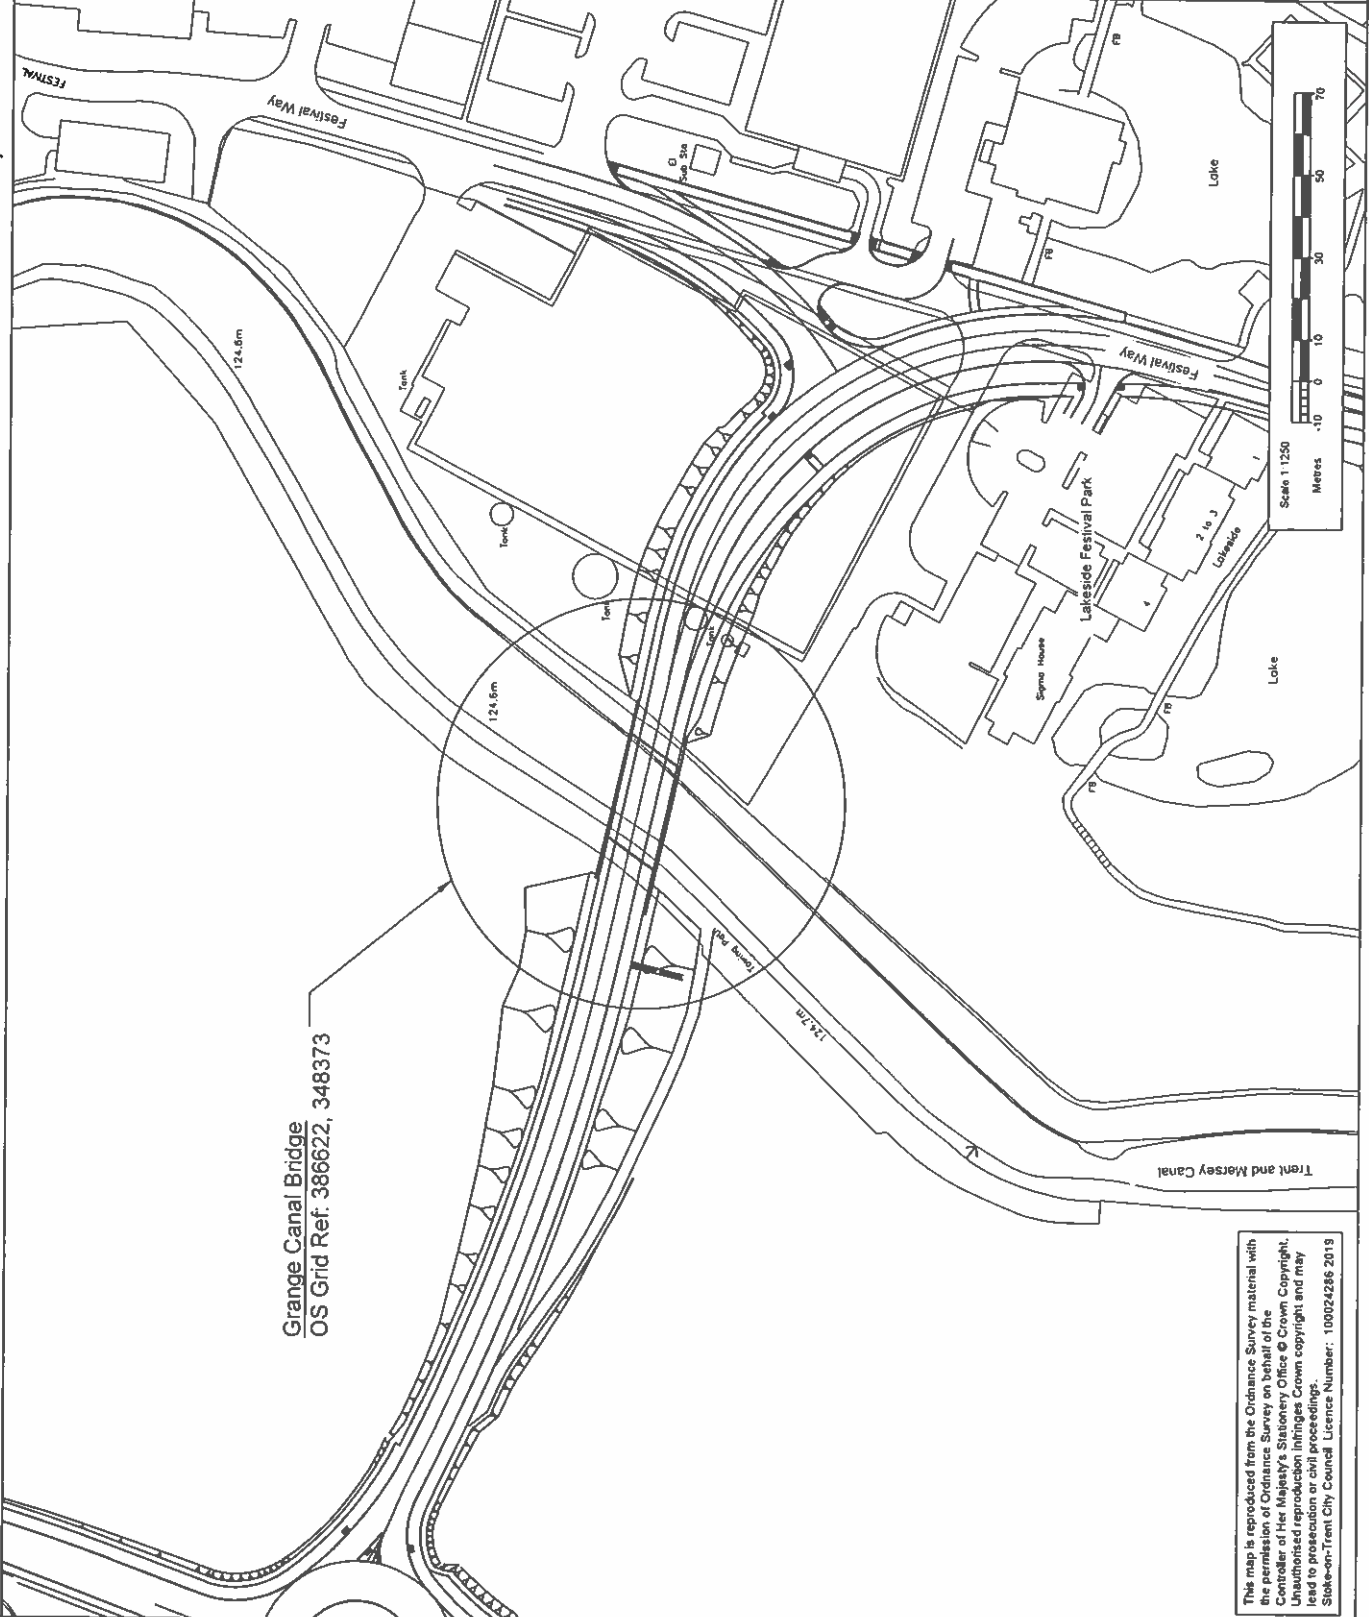 Grange Canal Bridge
OS Grid Ref: 386622, 348373
FESTIVAL
Festival Way
El
Sub Sta
FB
Lake
FB
124.6m
Tank
Tank
Tank
Tank
124.6m
Festival Way
Lakeside Festival Park
1
2 to 3
Lakeside
4
Sigma House
Lake
FB
FB
Towing Path
124.7m
Trent and Mersey Canal
Scale 1:1250
Metres
-10 0 10 30 50 70
This map is reproduced from the Ordnance Survey material with
the permission of Ordnance Survey on behalf of the
Controller of Her Majesty's Stationery Office © Crown Copyright.
Unauthorised reproduction infringes Crown copyright and may
lead to prosecution or civil proceedings.
Stoke-on-Trent City Council Licence Number: 100024286 2019